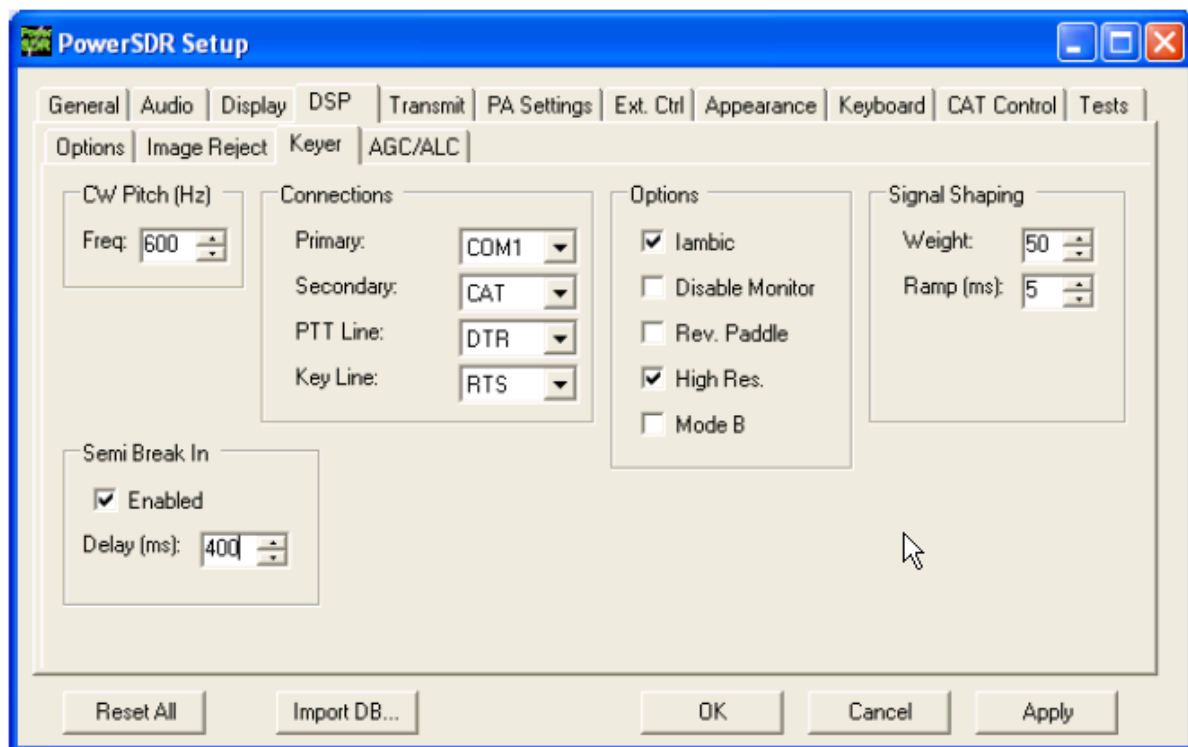 PowerSDR Setup
General Audio Display DSP Transmit PA Settings Ext. Ctrl Appearance Keyboard CAT Control Tests
Options Image Reject Keyer AGC/ALC
CW Pitch (Hz)
Freq: 600
Connections
Primary: COM1
Secondary: CAT
PTT Line: DTR
Key Line: RTS
Options
Iambic
Disable Monitor
Rev. Paddle
High Res.
Mode B
Signal Shaping
Weight: 50
Ramp (ms): 5
Semi Break In
Enabled
Delay (ms): 400
Reset All Import DB... OK Cancel Apply